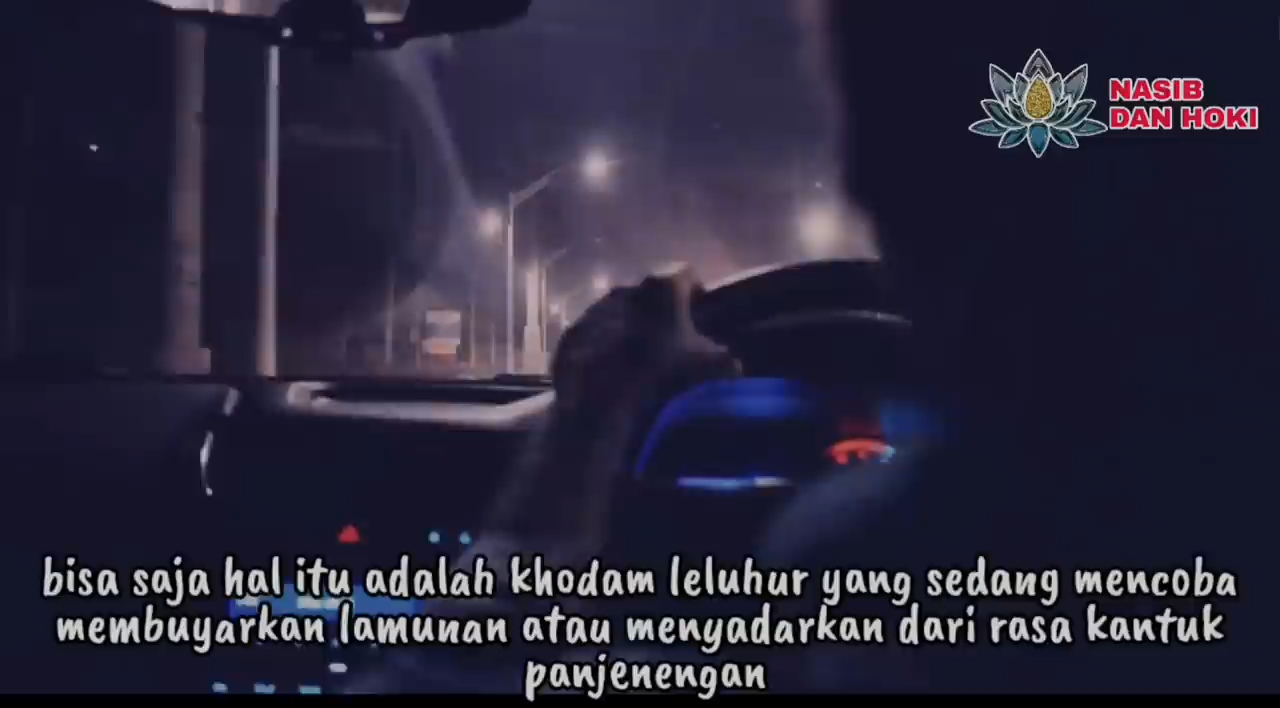 NASIB
DAN HOKI
bisa saja hal itu adalah khodam leluhur yang sedang mencoba
membuyarkan lamunan atau menyadarkan dari rasa kantuk
panjenengan